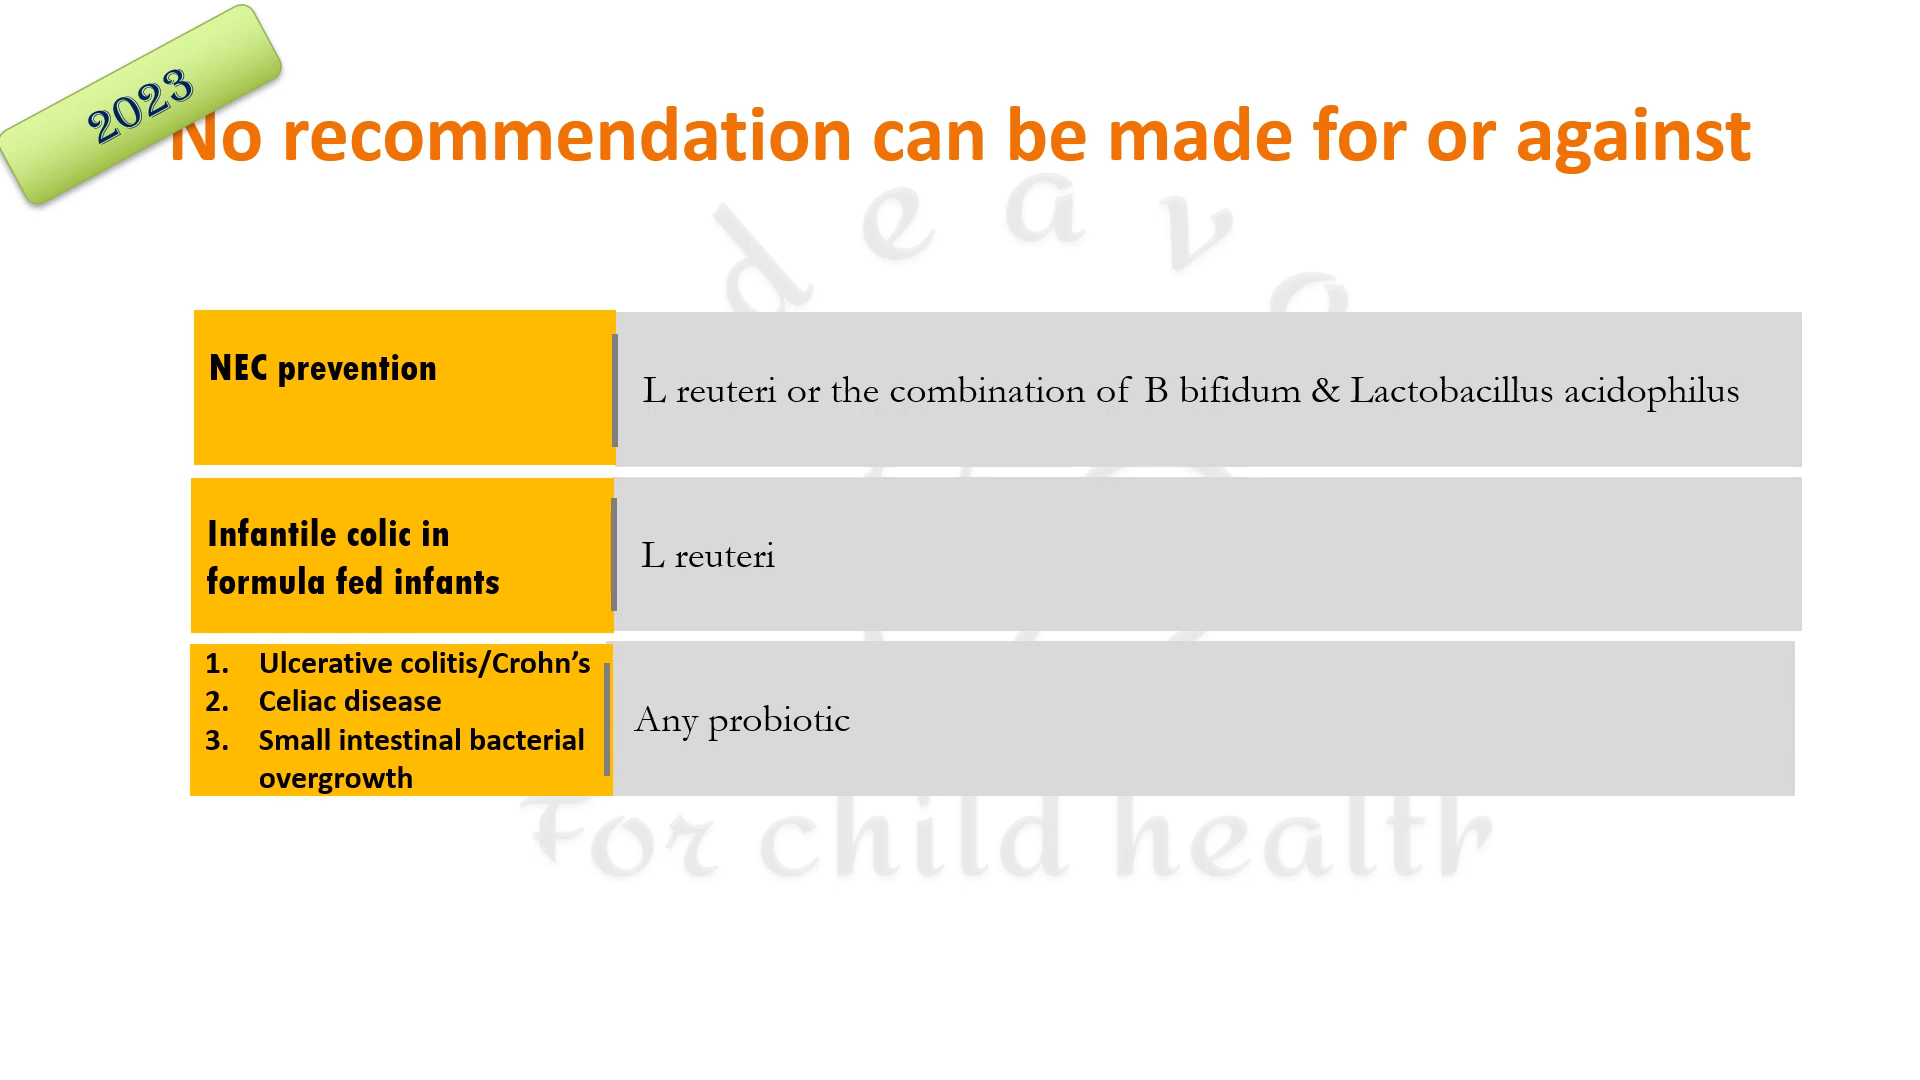 2023
No recommendation can be made for or against
d e a v o
NEC prevention
L reuteri or the combination of B bifidum & Lactobacillus acidophilus
Infantile colic in
formula fed infants
L reuteri
1. Ulcerative colitis/Crohn’s
2. Celiac disease
3. Small intestinal bacterial
overgrowth
Any probiotic
For child health